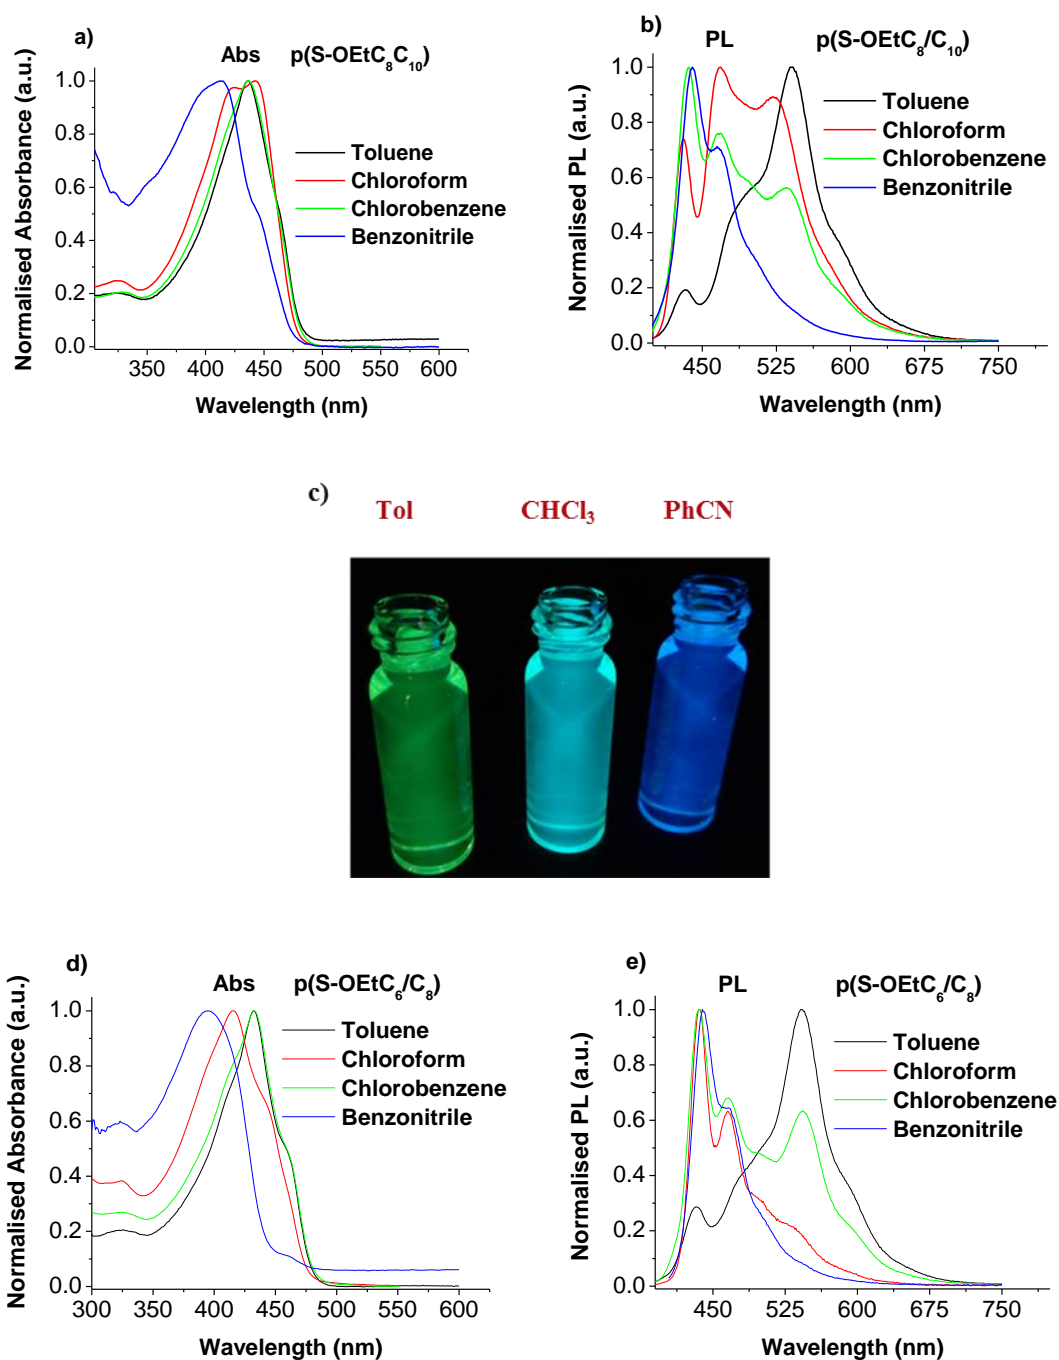 a)
Abs
p(S-OEtC₈C₁₀)
Normalised Absorbance (a.u.)
1.0
0.8
0.6
0.4
0.2
0.0
Toluene
Chloroform
Chlorobenzene
Benzonitrile
350 400 450 500 550 600
Wavelength (nm)
b)
PL
p(S-OEtC₈/C₁₀)
Normalised PL (a.u.)
1.0
0.8
0.6
0.4
0.2
0.0
Toluene
Chloroform
Chlorobenzene
Benzonitrile
450 525 600 675 750
Wavelength (nm)
c)
Tol CHCl₃ PhCN
d)
Abs
p(S-OEtC₆/C₈)
Normalised Absorbance (a.u.)
1.0
0.8
0.6
0.4
0.2
0.0
Toluene
Chloroform
Chlorobenzene
Benzonitrile
300 350 400 450 500 550 600
Wavelength (nm)
e)
PL
p(S-OEtC₆/C₈)
Normalised PL (a.u.)
1.0
0.8
0.6
0.4
0.2
0.0
Toluene
Chloroform
Chlorobenzene
Benzonitrile
450 525 600 675 750
Wavelength (nm)